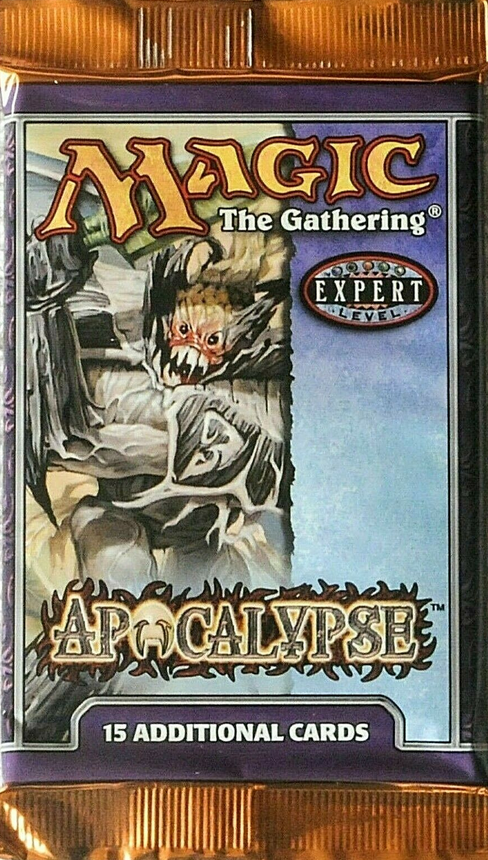 MAGIC
The Gathering®
EXPERT
LEVEL
APOCALYPSE™
15 ADDITIONAL CARDS